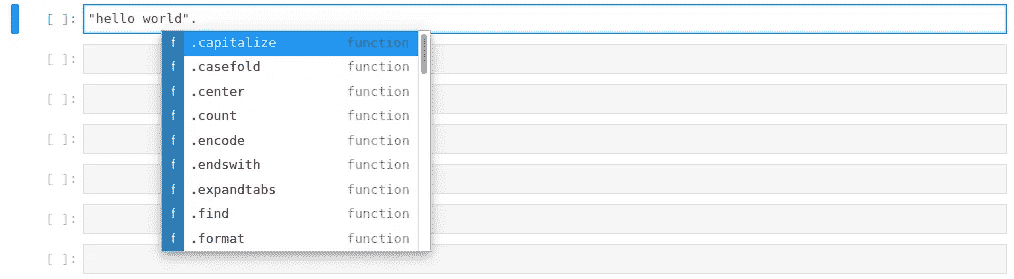 [ ]: "hello world".
f .capitalize function
[ ]:
f .casefold function
f .center function
[ ]:
f .count function
[ ]:
f .encode function
f .endswith function
[ ]:
f .expandtabs function
[ ]:
f .find function
f .format function
[ ]: